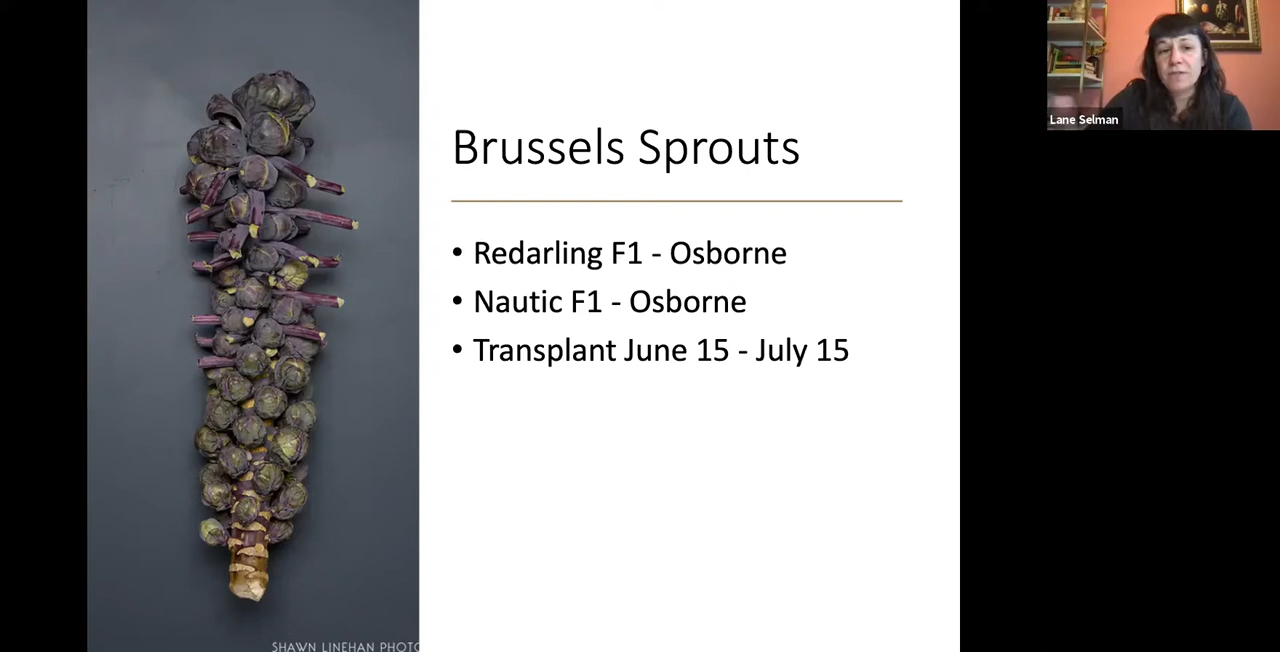 Brussels Sprouts
• Redarling F1 - Osborne
• Nautic F1 - Osborne
• Transplant June 15 - July 15
Lane Selman
SHAWN LINEHAN PHOTO